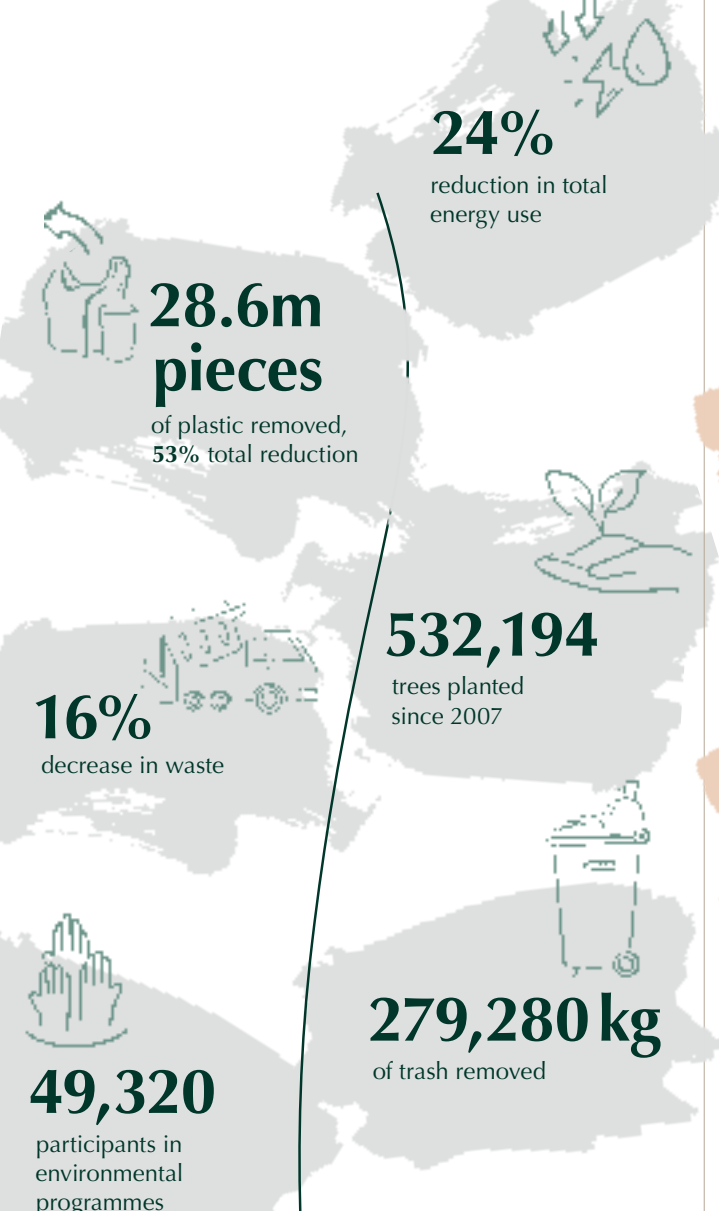 24%
reduction in total
energy use
28.6m
pieces
of plastic removed,
53% total reduction
532,194
trees planted
since 2007
16%
decrease in waste
279,280 kg
of trash removed
49,320
participants in
environmental
programmes